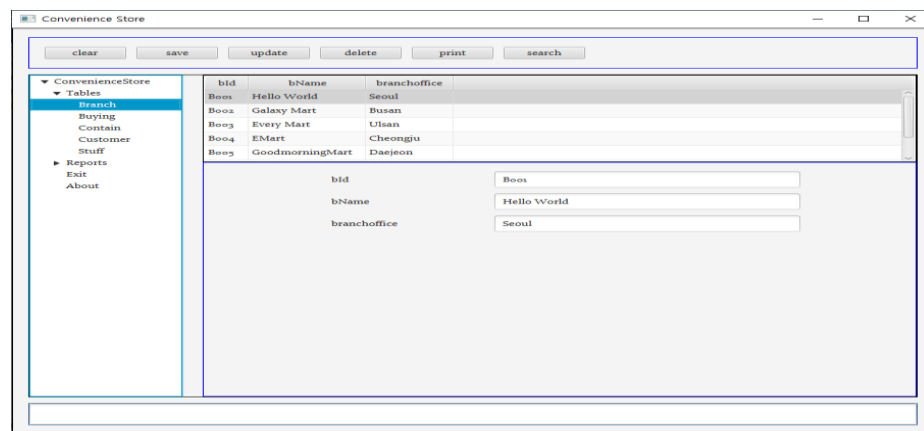 Convenience Store
clear save update delete print search
ConvenienceStore
Tables
Branch
Buying
Contain
Customer
Stuff
Reports
Exit
About
bId bName branchoffice
B001 Hello World Seoul
B002 Galaxy Mart Busan
B003 Every Mart Ulsan
B004 EMart Cheongju
B005 GoodmorningMart Daejeon
bId B001
bName Hello World
branchoffice Seoul